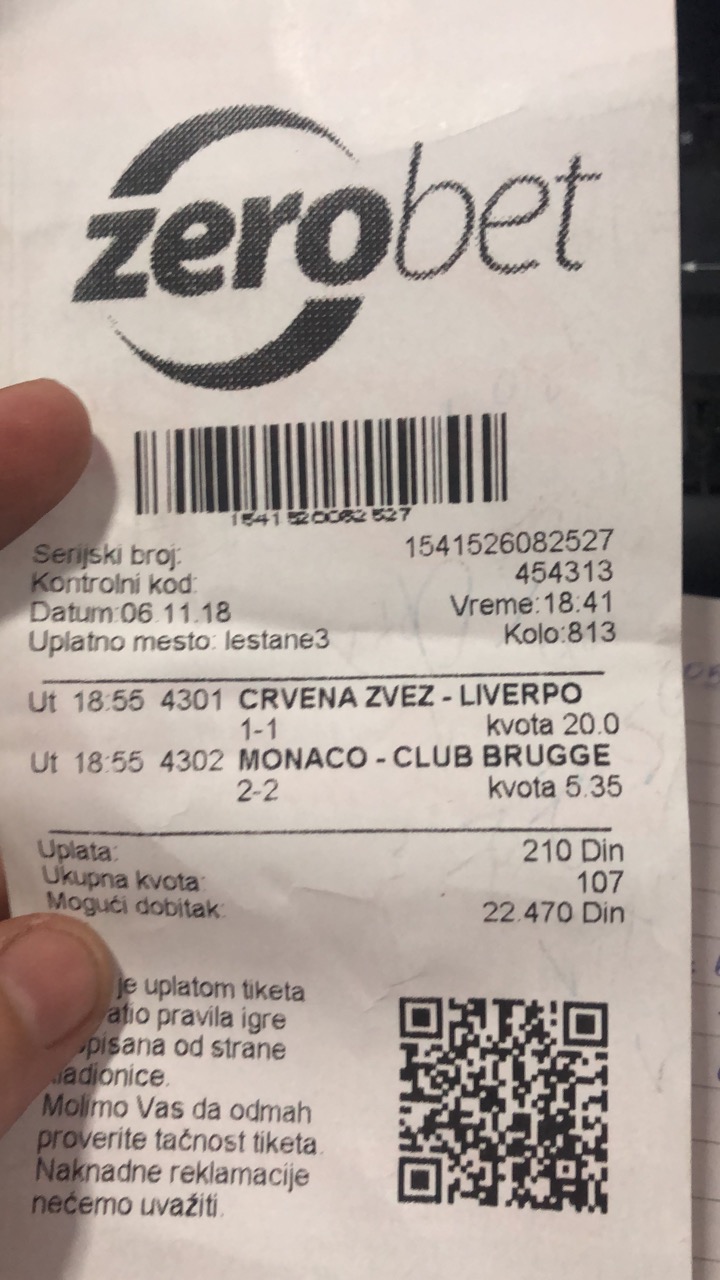 zerobet
1541526082527
Serijski broj: 1541526082527
Kontrolni kod: 454313
Datum:06.11.18 Vreme:18:41
Uplatno mesto: lestane3 Kolo:813
Ut 18:55 4301 CRVENA ZVEZ - LIVERPO
1-1 kvota 20.0
Ut 18:55 4302 MONACO - CLUB BRUGGE
2-2 kvota 5.35
Uplata: 210 Din
Ukupna kvota: 107
Mogući dobitak: 22.470 Din
je uplatom tiketa
pravila igre
od strane
Molimo Vas da odmah
proverite tačnost tiketa.
Naknadne reklamacije
nećemo uvažiti.